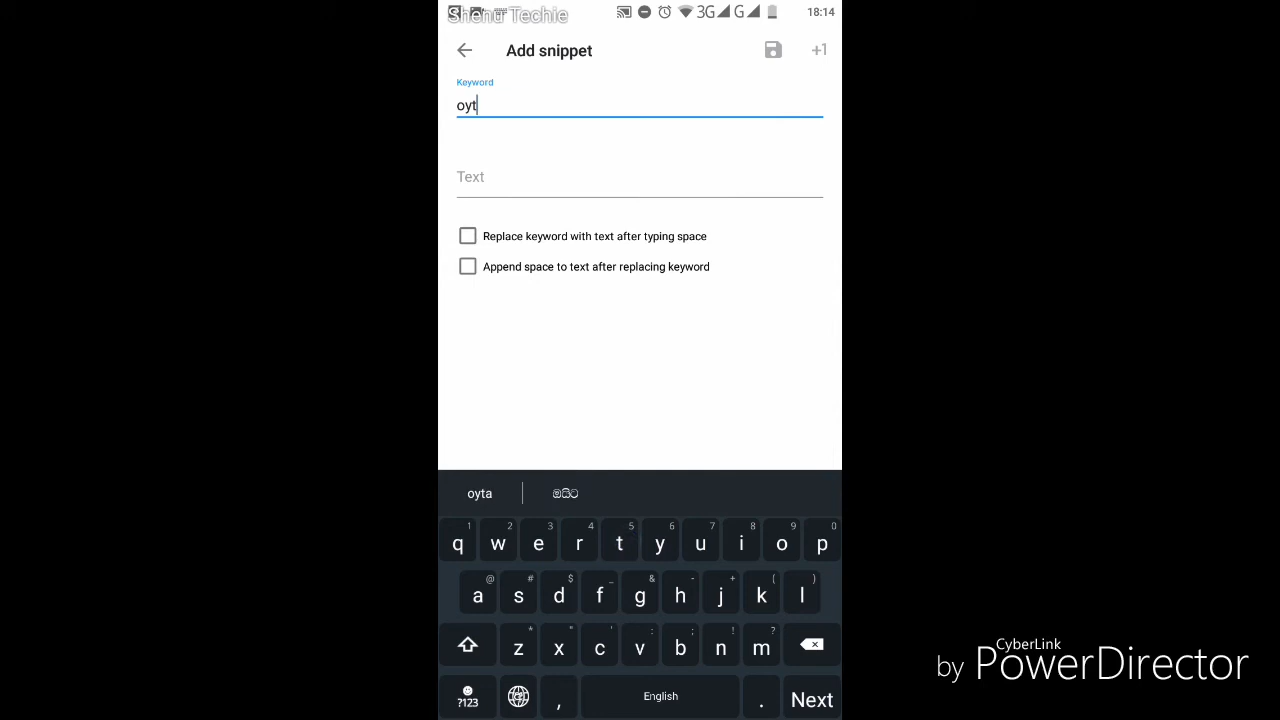 Shenu Techie
3G G 18:14
Add snippet +1
Keyword
oyt
Text
Replace keyword with text after typing space
Append space to text after replacing keyword
oyta ඔයිට
1 2 3 4 5 6 7 8 9 0
q w e r t y u i o p
@ # $ _ & - + ( )
a s d f g h j k l
* " ' : ; ! ?
z x c v b n m
?123 , English . Next
CyberLink
by PowerDirector